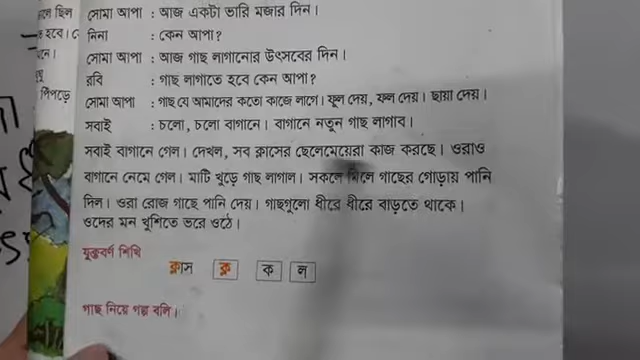 সোমা আপা : আজ একটা ভারি মজার দিন।
নিনা : কেন আপা?
সোমা আপা : আজ গাছ লাগানোর উৎসবের দিন।
রবি : গাছ লাগাতে হবে কেন আপা?
সোমা আপা : গাছ যে আমাদের কতো কাজে লাগে। ফুল দেয়, ফল দেয়। ছায়া দেয়।
সবাই : চলো, চলো বাগানে। বাগানে নতুন গাছ লাগাব।
সবাই বাগানে গেল। দেখল, সব ক্লাসের ছেলেমেয়েরা কাজ করছে। ওরাও
বাগানে নেমে গেল। মাটি খুড়ে গাছ লাগাল। সকলে মিলে গাছের গোড়ায় পানি
দিল। ওরা রোজ গাছে পানি দেয়। গাছগুলো ধীরে ধীরে বাড়তে থাকে।
ওদের মন খুশিতে ভরে ওঠে।
যুক্তবর্ণ শিখি
ক্লাস ক্ল ক ল
গাছ নিয়ে গল্প বলি।